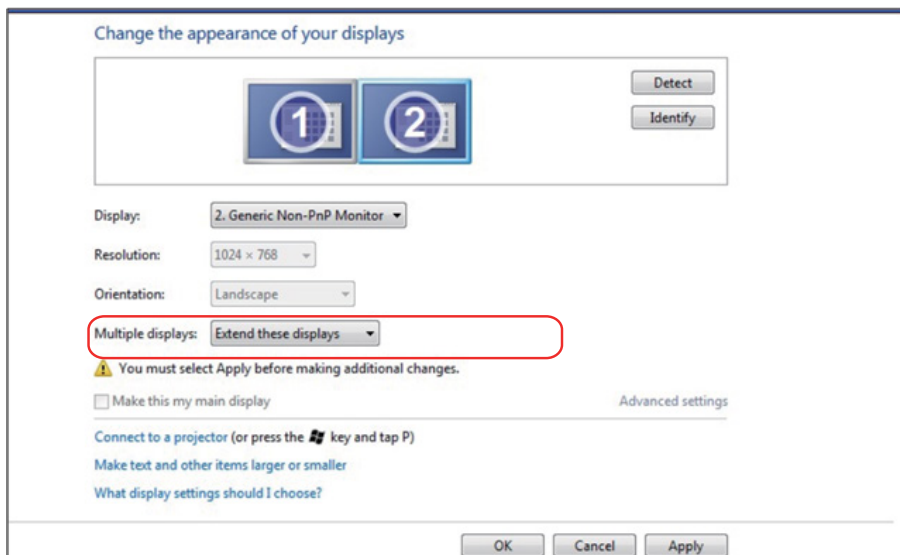 Change the appearance of your displays
1
2
Detect
Identify
Display:
2. Generic Non-PnP Monitor
Resolution:
1024 × 768
Orientation:
Landscape
Multiple displays:
Extend these displays
You must select Apply before making additional changes.
Make this my main display
Advanced settings
Connect to a projector (or press the key and tap P)
Make text and other items larger or smaller
What display settings should I choose?
OK
Cancel
Apply